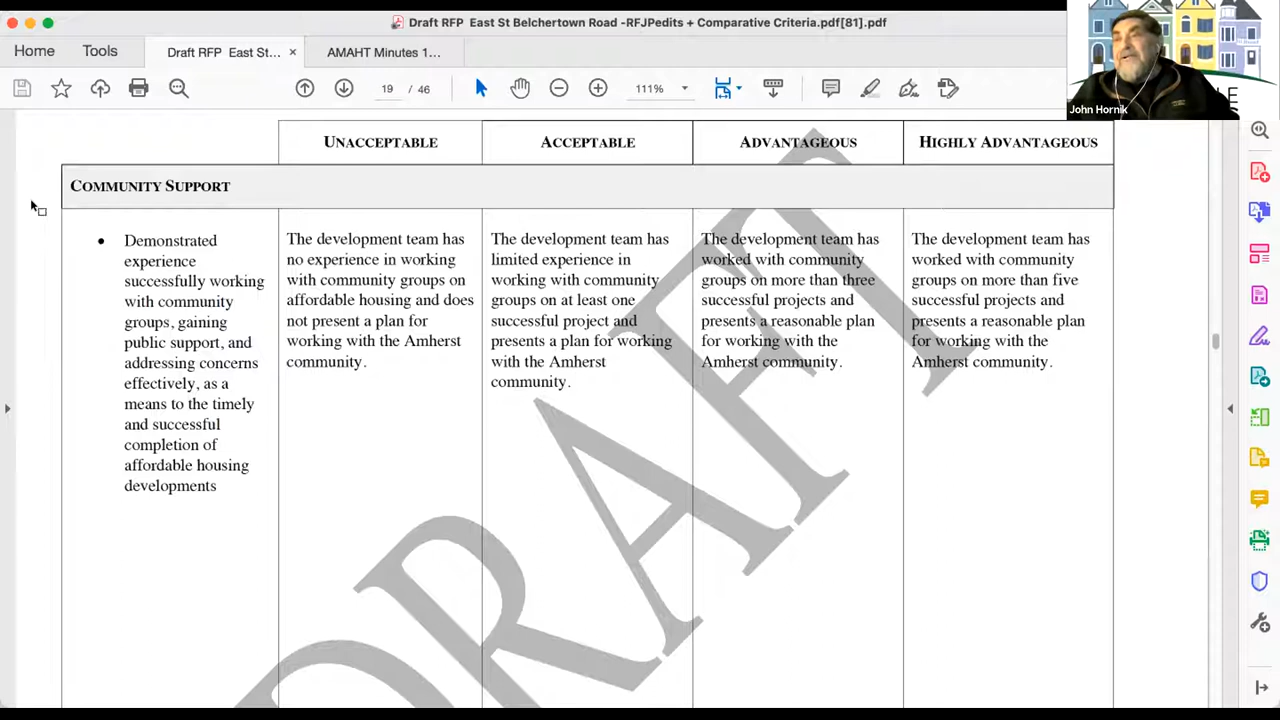 Draft RFP East St Belchertown Road -RFJPedits + Comparative Criteria.pdf[81].pdf
Home
Tools
Draft RFP East St...
×
AMAHT Minutes 1...
19 / 46
111%
John Hornik
LE
UNACCEPTABLE
ACCEPTABLE
ADVANTAGEOUS
HIGHLY ADVANTAGEOUS
COMMUNITY SUPPORT
• Demonstrated
experience
successfully working
with community
groups, gaining
public support, and
addressing concerns
effectively, as a
means to the timely
and successful
completion of
affordable housing
developments
The development team has
no experience in working
with community groups on
affordable housing and does
not present a plan for
working with the Amherst
community.
The development team has
limited experience in
working with community
groups on at least one
successful project and
presents a plan for working
with the Amherst
community.
The development team has
worked with community
groups on more than three
successful projects and
presents a reasonable plan
for working with the
Amherst community.
The development team has
worked with community
groups on more than five
successful projects and
presents a reasonable plan
for working with the
Amherst community.
DRAFT